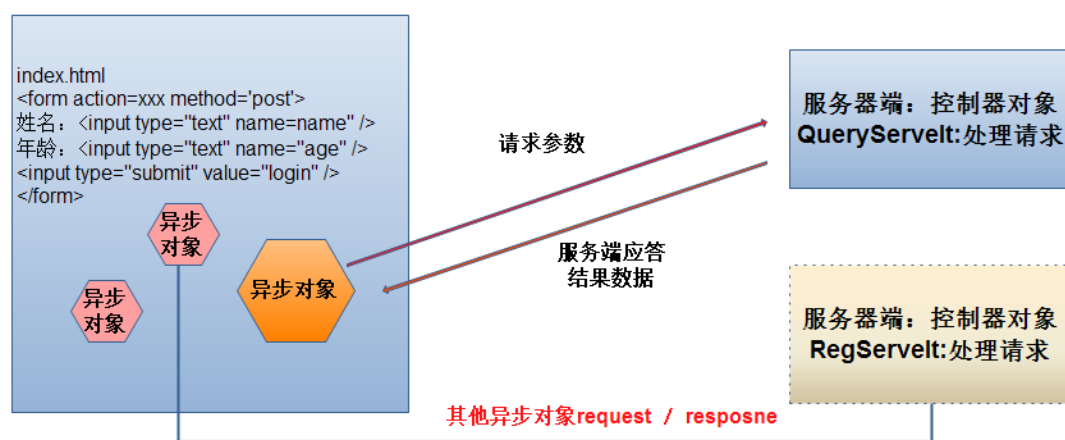 index.html
<form action=xxx method='post'>
姓名：<input type="text" name=name" />
年龄：<input type="text" name="age" />
<input type="submit" value="login" />
</form>
异步
对象
异步
对象
异步对象
请求参数
服务端应答
结果数据
服务器端：控制器对象
QueryServelt:处理请求
服务器端：控制器对象
RegServelt:处理请求
其他异步对象request / resposne